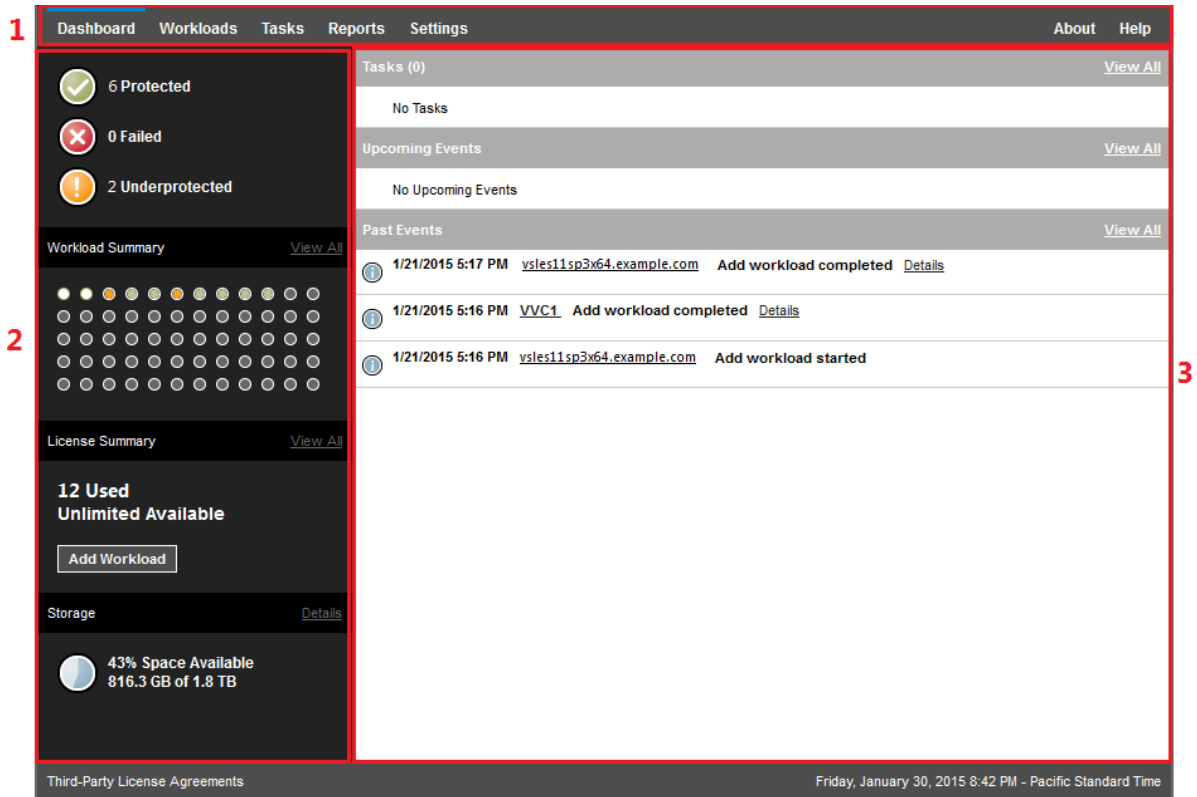 1
Dashboard Workloads Tasks Reports Settings About Help
2
6 Protected
0 Failed
2 Underprotected
Workload Summary View All
License Summary View All
12 Used
Unlimited Available
Add Workload
Storage Details
43% Space Available
816.3 GB of 1.8 TB
Tasks (0) View All
No Tasks
Upcoming Events View All
No Upcoming Events
Past Events View All
1/21/2015 5:17 PM vsles11sp3x64.example.com Add workload completed Details
1/21/2015 5:16 PM VVC1 Add workload completed Details
1/21/2015 5:16 PM vsles11sp3x64.example.com Add workload started
3
Third-Party License Agreements Friday, January 30, 2015 8:42 PM - Pacific Standard Time